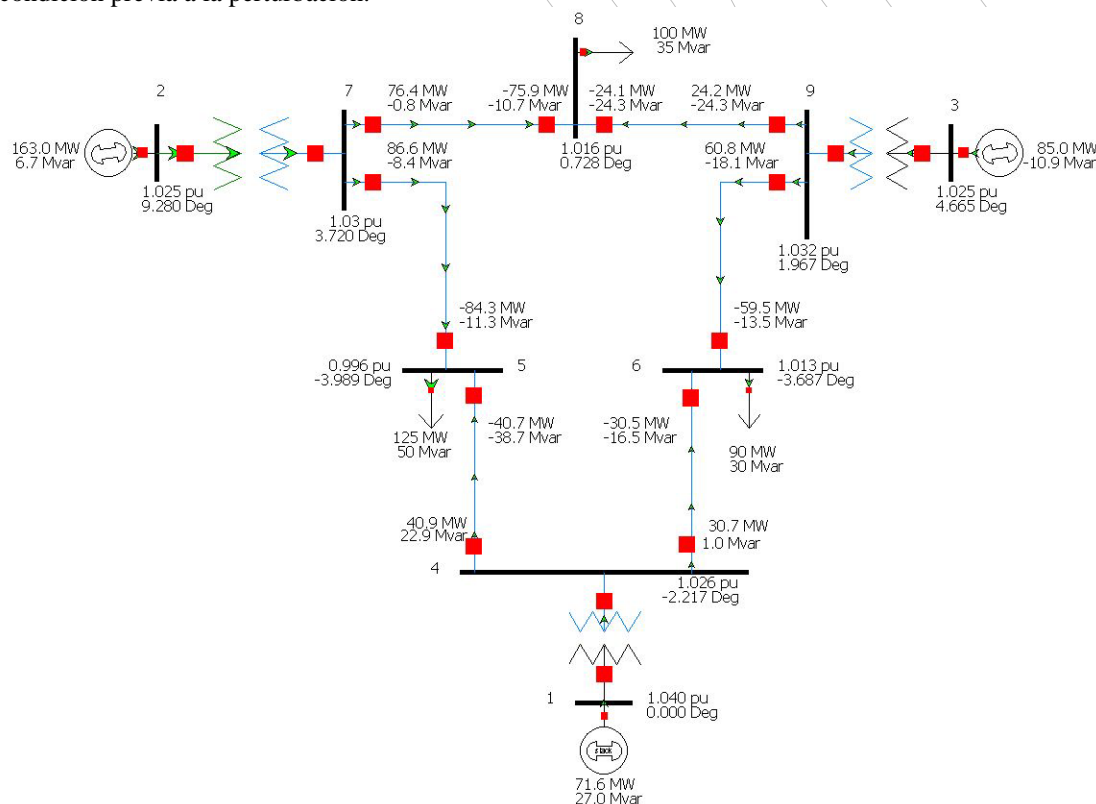 condición previa a la perturbación.
8
100 MW
35 Mvar
2
7
76.4 MW
-0.8 Mvar
-75.9 MW
-10.7 Mvar
-24.1 MW
-24.3 Mvar
24.2 MW
-24.3 Mvar
9
3
163.0 MW
6.7 Mvar
86.6 MW
-8.4 Mvar
1.016 pu
0.728 Deg
60.8 MW
-18.1 Mvar
85.0 MW
-10.9 Mvar
1.025 pu
9.280 Deg
1.025 pu
4.665 Deg
1.03 pu
3.720 Deg
1.032 pu
1.967 Deg
-84.3 MW
-11.3 Mvar
-59.5 MW
-13.5 Mvar
0.996 pu
-3.989 Deg
5
6
1.013 pu
-3.687 Deg
125 MW
50 Mvar
-40.7 MW
-38.7 Mvar
-30.5 MW
-16.5 Mvar
90 MW
30 Mvar
40.9 MW
22.9 Mvar
30.7 MW
1.0 Mvar
4
1.026 pu
-2.217 Deg
1
1.040 pu
0.000 Deg
slack
71.6 MW
27.0 Mvar